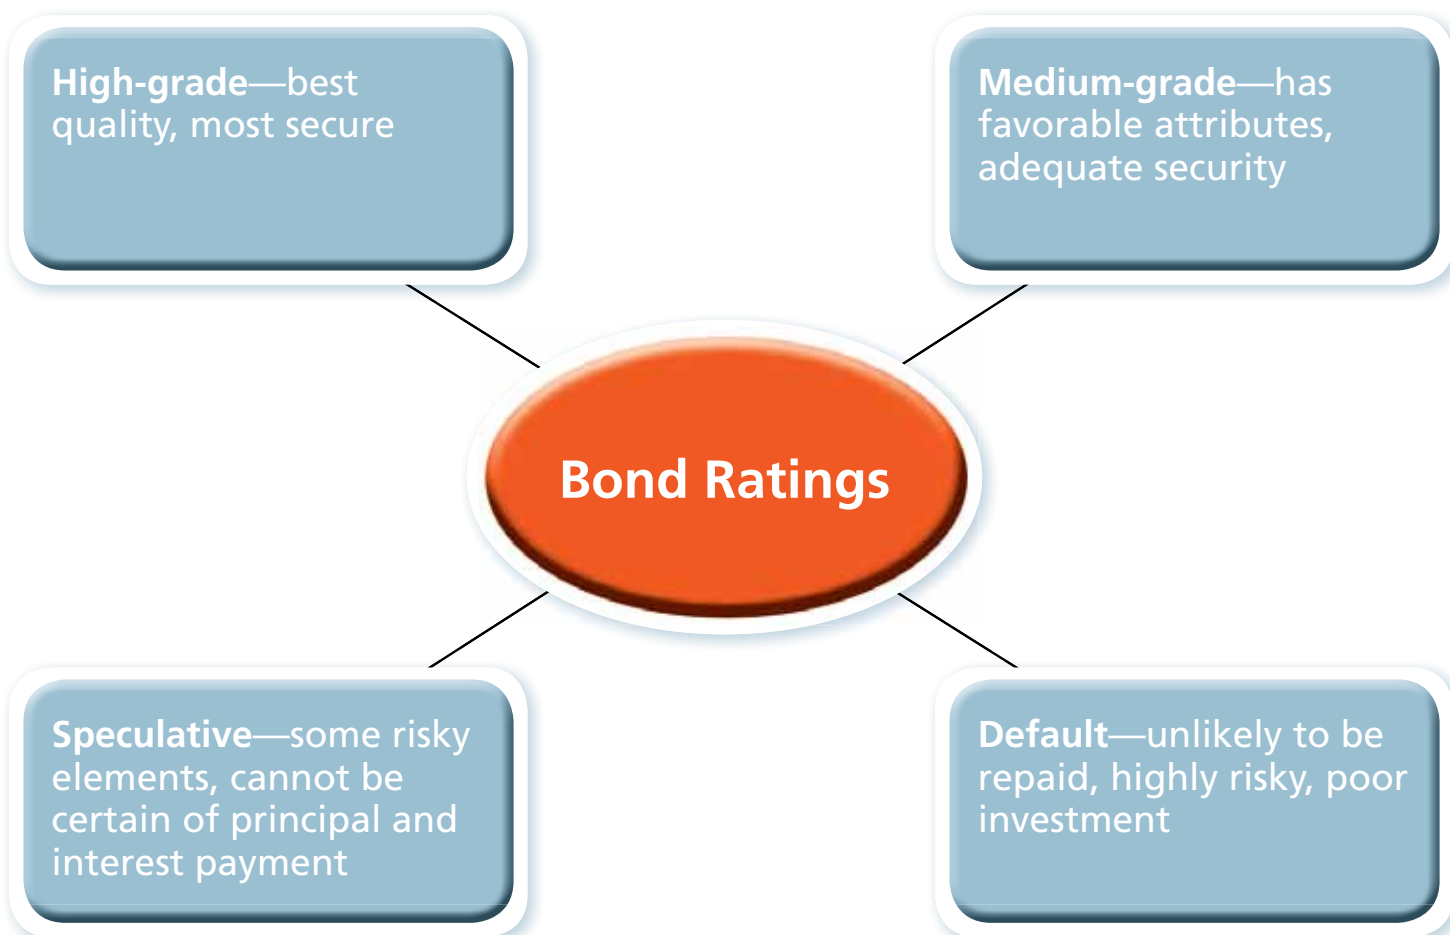 High-grade—best
quality, most secure
Medium-grade—has
favorable attributes,
adequate security
Bond Ratings
Speculative—some risky
elements, cannot be
certain of principal and
interest payment
Default—unlikely to be
repaid, highly risky, poor
investment